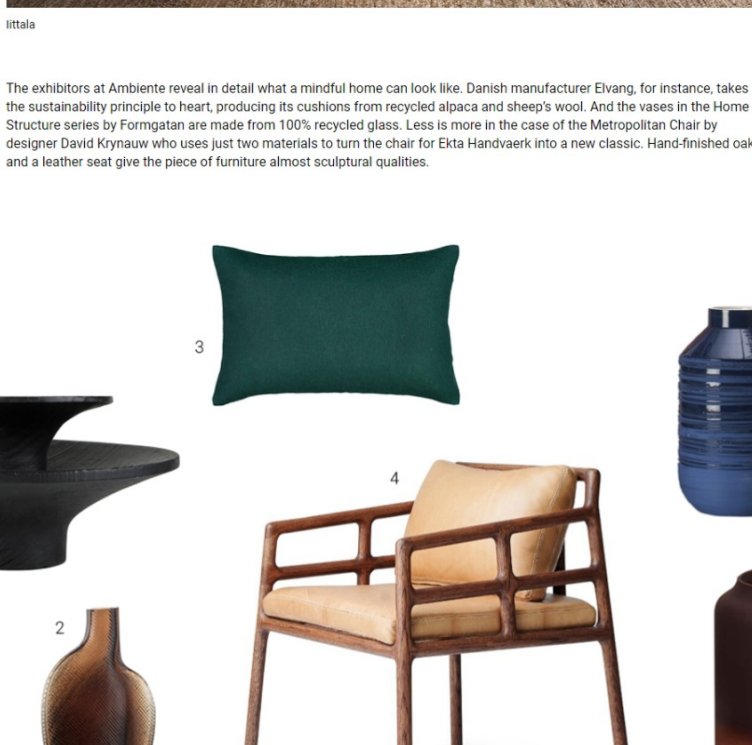 Iittala
The exhibitors at Ambiente reveal in detail what a mindful home can look like. Danish manufacturer Elvang, for instance, takes
the sustainability principle to heart, producing its cushions from recycled alpaca and sheep's wool. And the vases in the Home
Structure series by Formgatan are made from 100% recycled glass. Less is more in the case of the Metropolitan Chair by
designer David Krynauw who uses just two materials to turn the chair for Ekta Handvaerk into a new classic. Hand-finished oak
and a leather seat give the piece of furniture almost sculptural qualities.
3
4
2